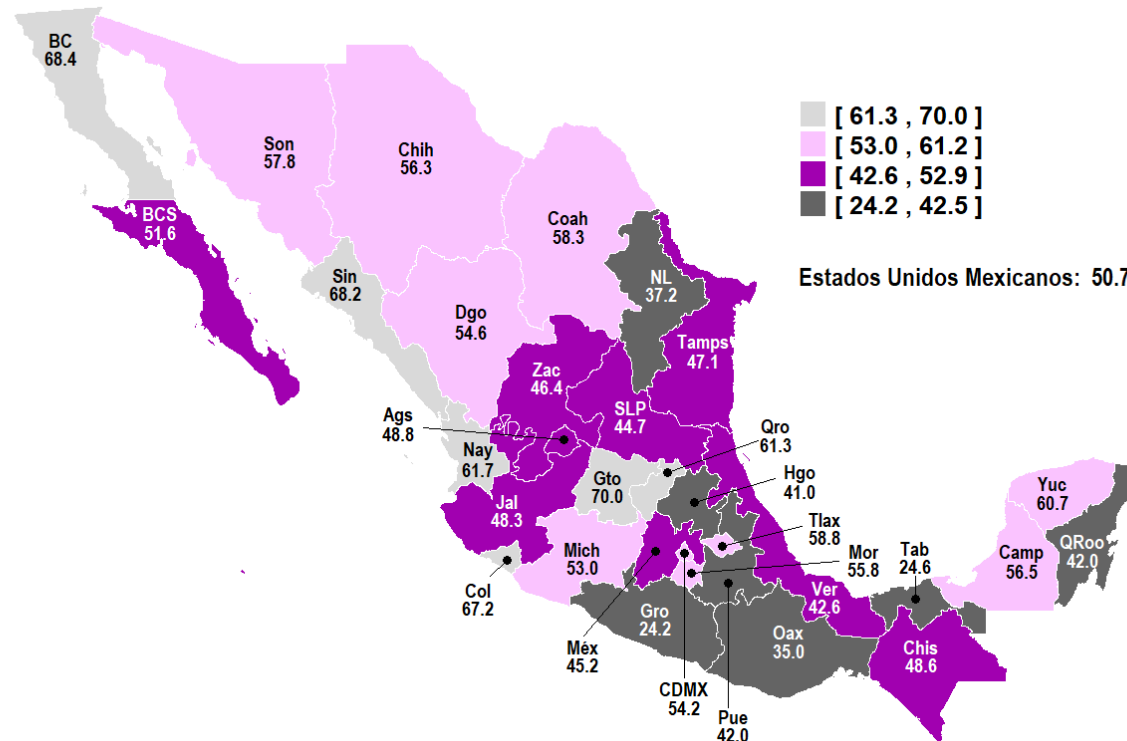 BC
68.4
Son
57.8
Chih
56.3
[ 61.3 , 70.0 ]
[ 53.0 , 61.2 ]
[ 42.6 , 52.9 ]
[ 24.2 , 42.5 ]
BCS
51.6
Coah
58.3
Sin
68.2
NL
37.2
Estados Unidos Mexicanos: 50.7
Dgo
54.6
Tamps
47.1
Zac
46.4
SLP
44.7
Ags
48.8
Qro
61.3
Nay
61.7
Gto
70.0
Hgo
41.0
Yuc
60.7
Jal
48.3
Tlax
58.8
QRoo
42.0
Mich
53.0
Mor
55.8
Tab
24.6
Camp
56.5
Col
67.2
Ver
42.6
Gro
24.2
Oax
35.0
Méx
45.2
Chis
48.6
CDMX
54.2
Pue
42.0